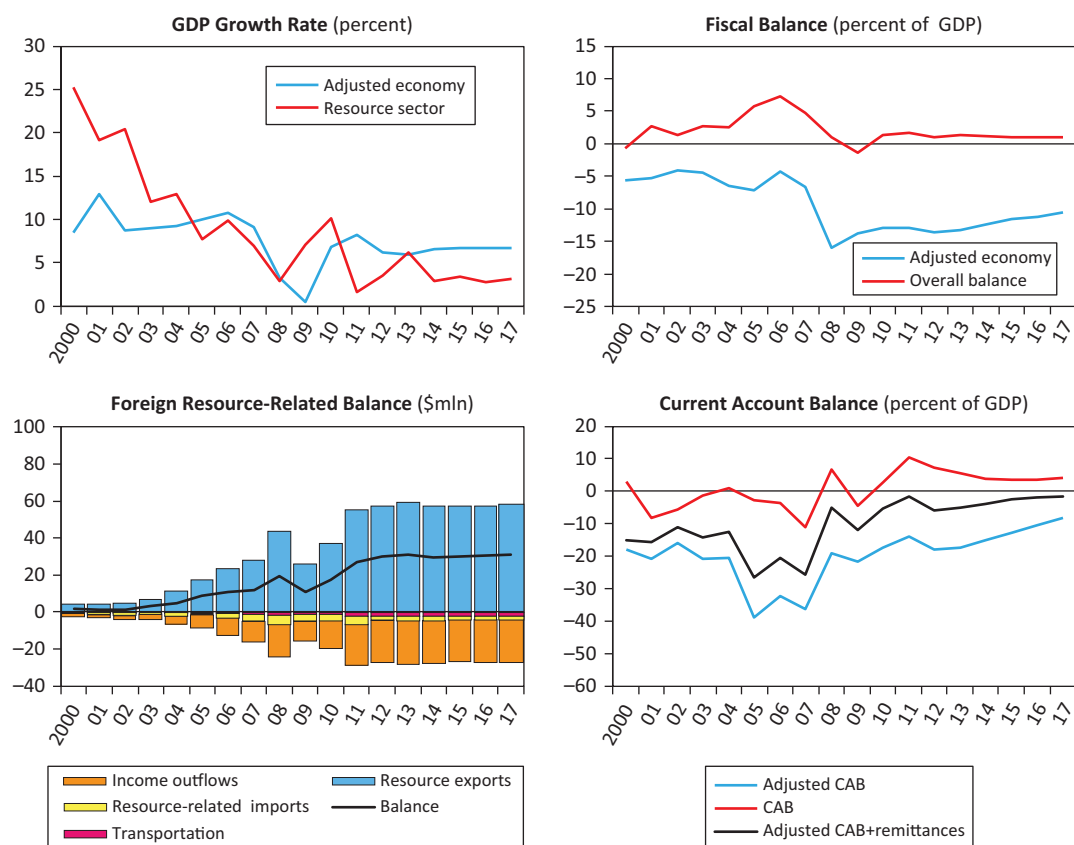 GDP Growth Rate (percent)
30
25
20
15
10
5
0
Adjusted economy
Resource sector
2000 01 02 03 04 05 06 07 08 09 10 11 12 13 14 15 16 17
Fiscal Balance (percent of GDP)
15
10
5
0
–5
–10
–15
–20
–25
Adjusted economy
Overall balance
2000 01 02 03 04 05 06 07 08 09 10 11 12 13 14 15 16 17
Foreign Resource-Related Balance ($mln)
100
80
60
40
20
0
–20
–40
2000 01 02 03 04 05 06 07 08 09 10 11 12 13 14 15 16 17
Income outflows
Resource exports
Resource-related imports
Balance
Transportation
Current Account Balance (percent of GDP)
20
10
0
–10
–20
–30
–40
–50
–60
2000 01 02 03 04 05 06 07 08 09 10 11 12 13 14 15 16 17
Adjusted CAB
CAB
Adjusted CAB+remittances